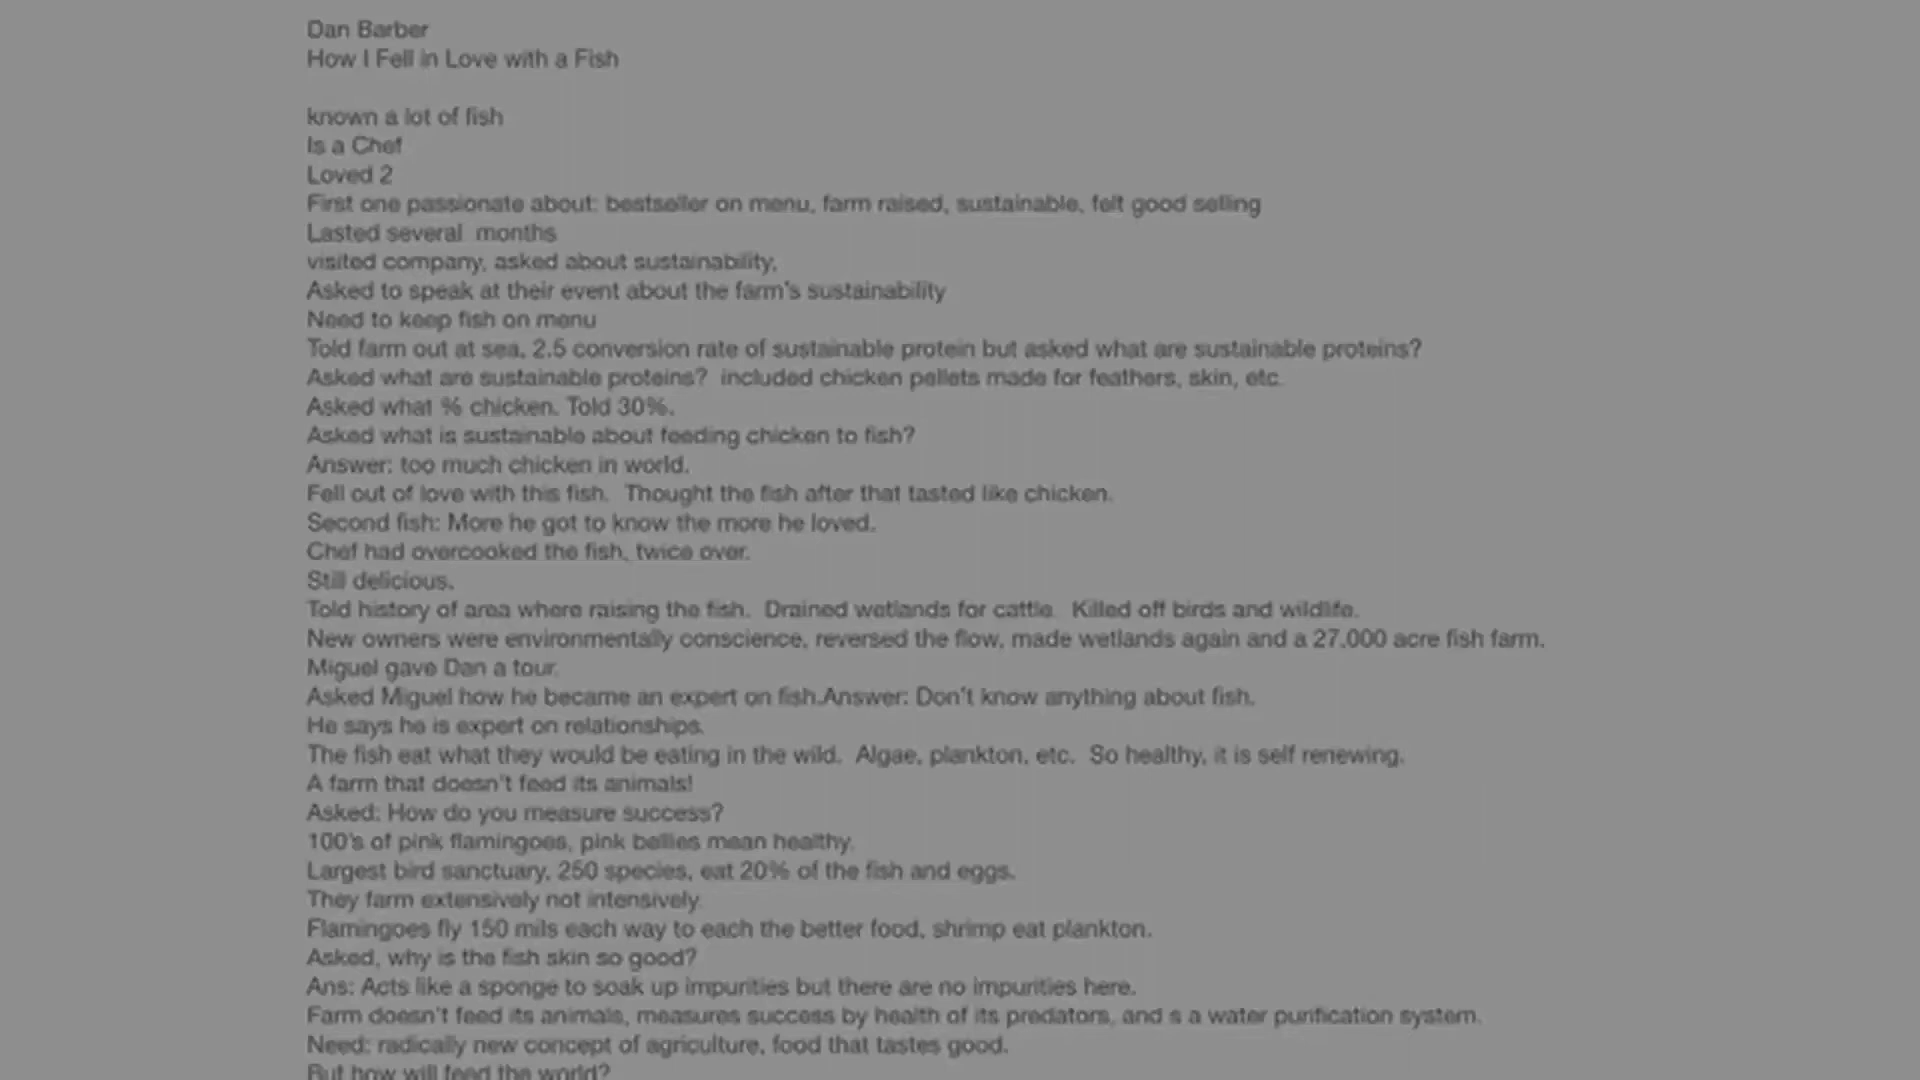 Dan Barber
How I Fell in Love with a Fish
known a lot of fish
Is a Chef
Loved 2
First one passionate about: bestseller on menu, farm raised, sustainable, felt good selling
Lasted several  months
visited company, asked about sustainability,
Asked to speak at their event about the farm's sustainability
Need to keep fish on menu
Told farm out at sea, 2.5 conversion rate of sustainable protein but asked what are sustainable proteins?
Asked what are sustainable proteins?  included chicken pellets made for feathers, skin, etc.
Asked what % chicken. Told 30%.
Asked what is sustainable about feeding chicken to fish?
Answer: too much chicken in world.
Fell out of love with this fish.  Thought the fish after that tasted like chicken.
Second fish: More he got to know the more he loved.
Chef had overcooked the fish, twice over.
Still delicious.
Told history of area where raising the fish.  Drained wetlands for cattle.  Killed off birds and wildlife.
New owners were environmentally conscience, reversed the flow, made wetlands again and a 27,000 acre fish farm.
Miguel gave Dan a tour.
Asked Miguel how he became an expert on fish.Answer: Don't know anything about fish.
He says he is expert on relationships.
The fish eat what they would be eating in the wild.  Algae, plankton, etc.  So healthy, it is self renewing.
A farm that doesn't feed its animals!
Asked: How do you measure success?
100's of pink flamingoes, pink bellies mean healthy.
Largest bird sanctuary, 250 species, eat 20% of the fish and eggs.
They farm extensively not intensively.
Flamingoes fly 150 mils each way to each the better food, shrimp eat plankton.
Asked, why is the fish skin so good?
Ans: Acts like a sponge to soak up impurities but there are no impurities here.
Farm doesn't feed its animals, measures success by health of its predators, and s a water purification system.
Need: radically new concept of agriculture, food that tastes good.
But how will feed the world?